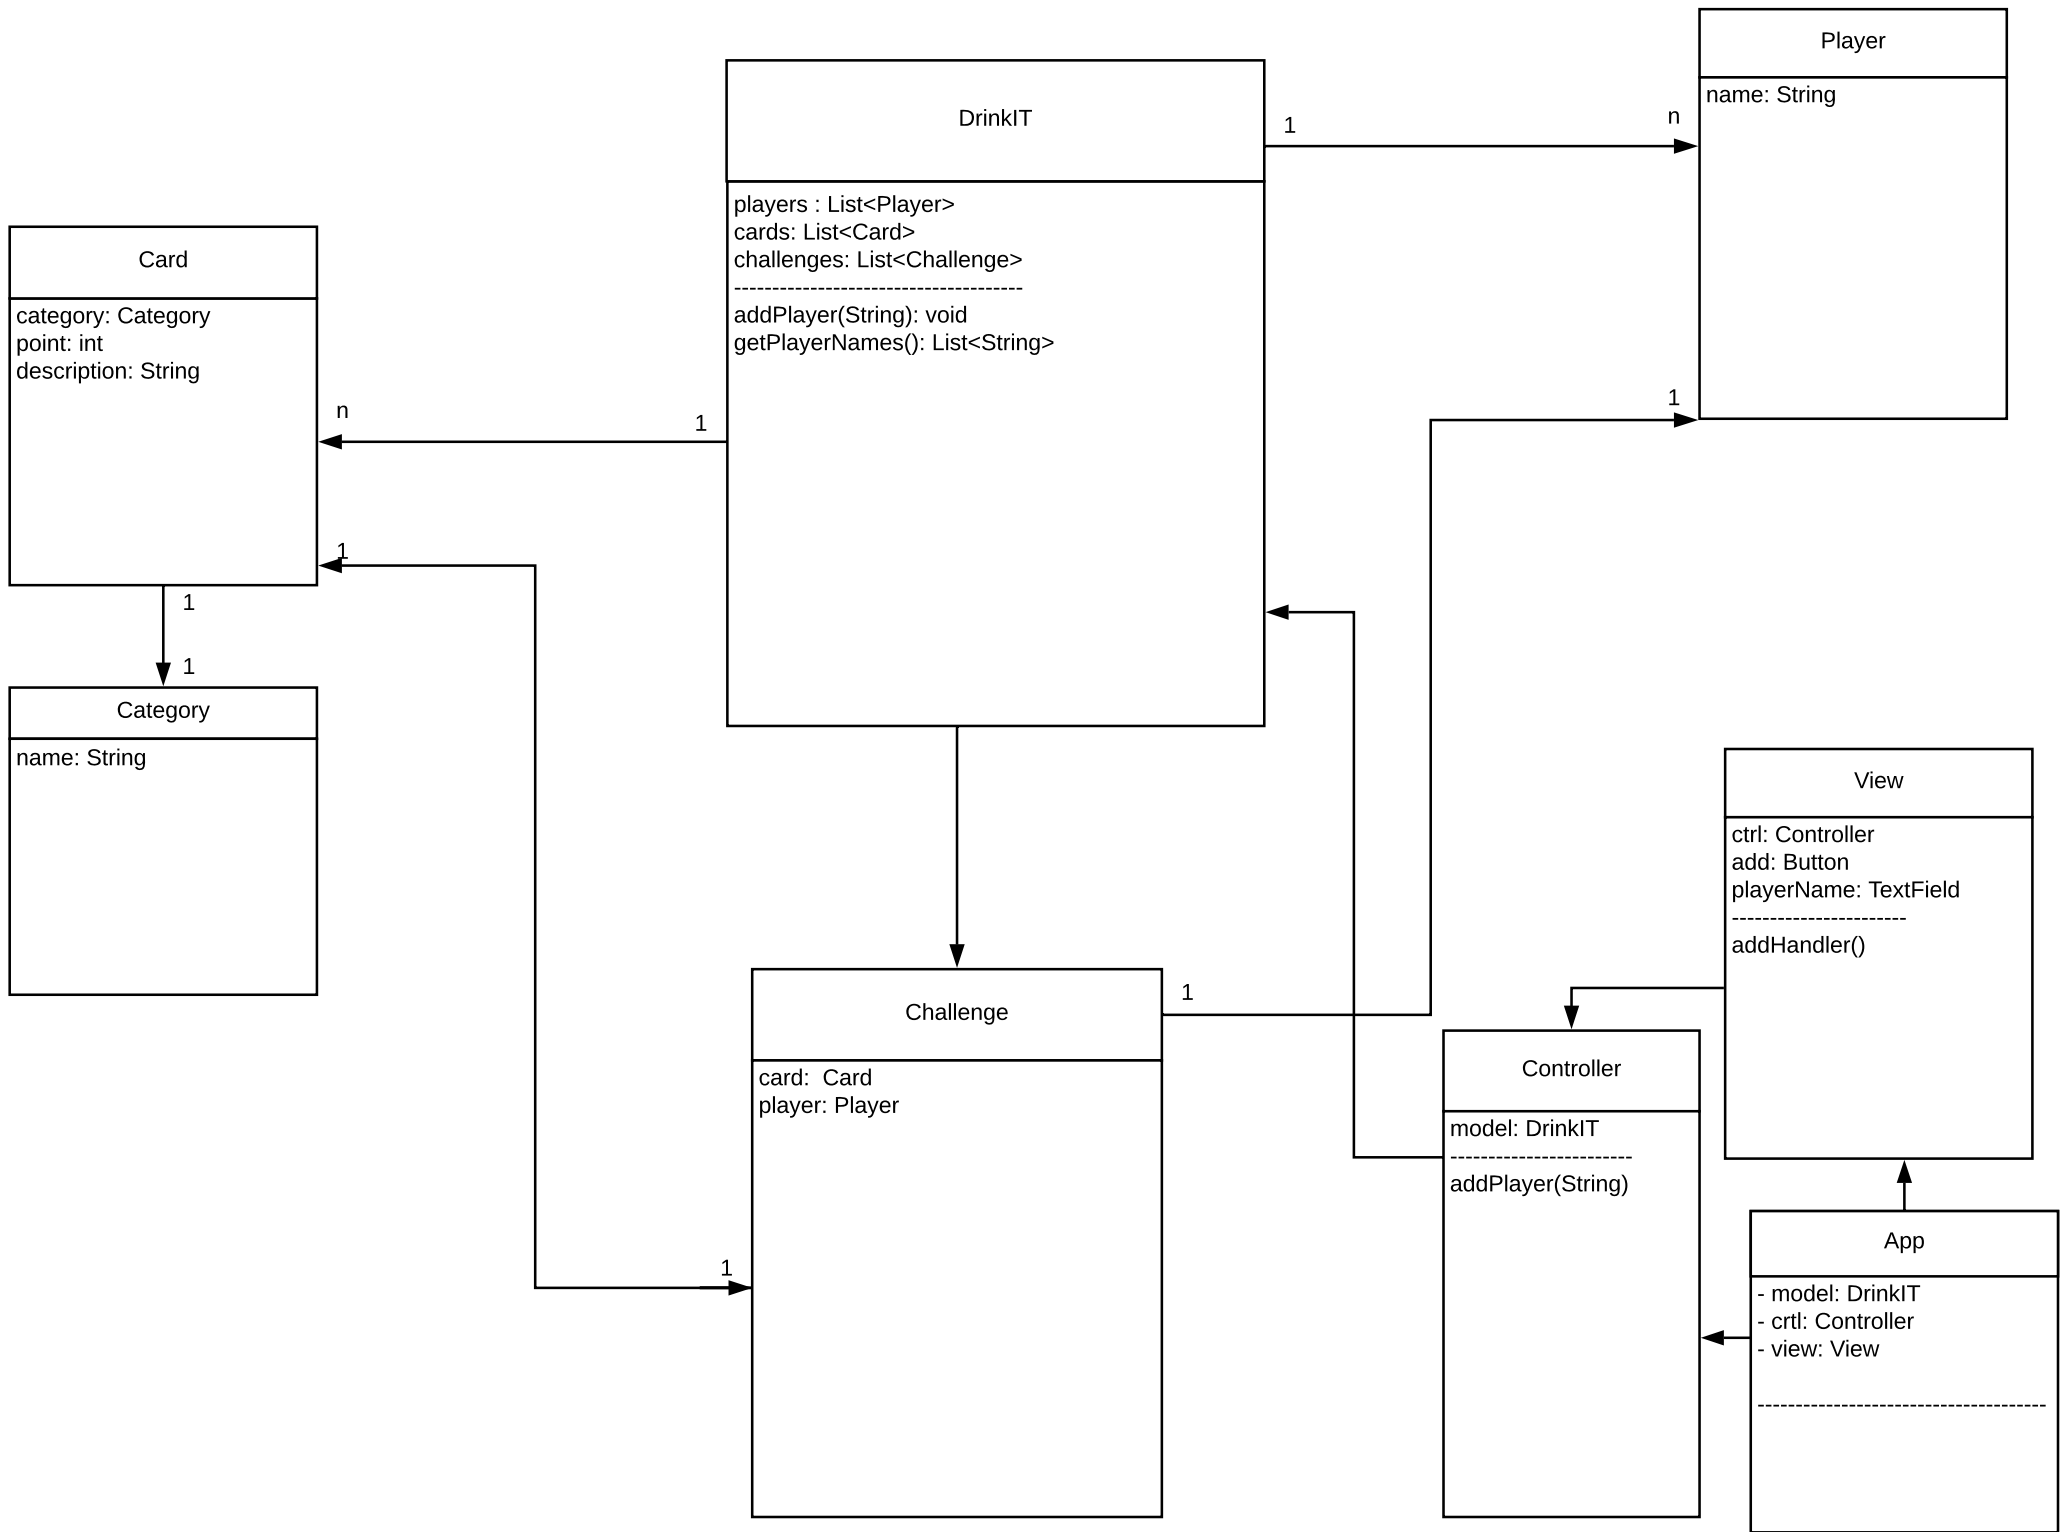 Player
name: String
DrinkIT
players : List<Player>
cards: List<Card>
challenges: List<Challenge>
--------------------------------------
addPlayer(String): void
getPlayerNames(): List<String>
1
n
Card
category: Category
point: int
description: String
n
1
1
1
1
1
Category
name: String
View
ctrl: Controller
add: Button
playerName: TextField
-----------------------
addHandler()
Challenge
card:  Card
player: Player
1
1
Controller
model: DrinkIT
------------------------
addPlayer(String)
App
- model: DrinkIT
- crtl: Controller
- view: View
--------------------------------------